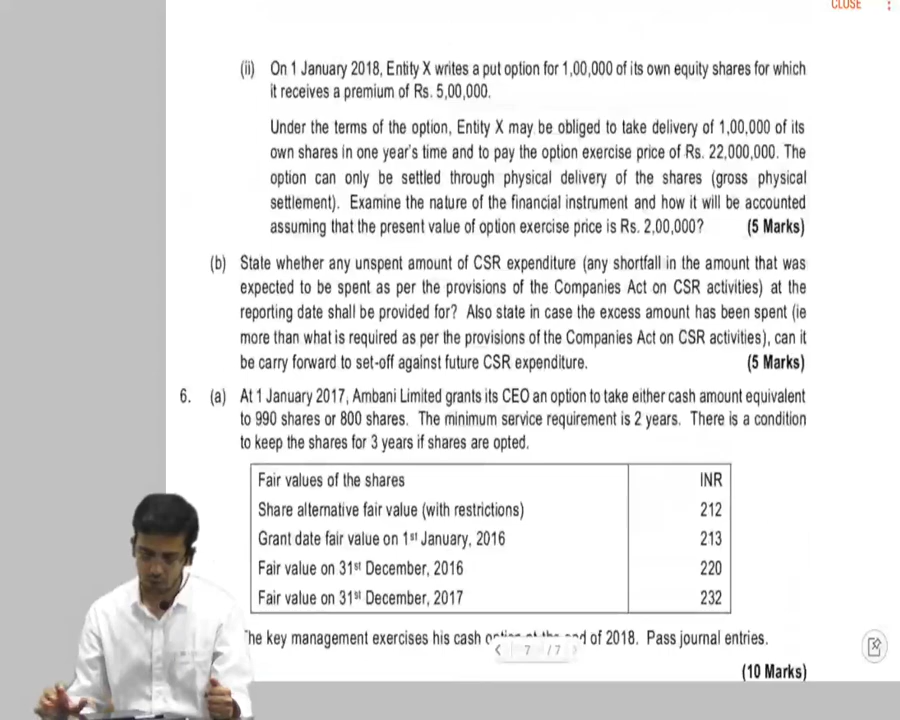 CLOSE
(ii) On 1 January 2018, Entity X writes a put option for 1,00,000 of its own equity shares for which
it receives a premium of Rs. 5,00,000.
Under the terms of the option, Entity X may be obliged to take delivery of 1,00,000 of its
own shares in one year's time and to pay the option exercise price of Rs. 22,000,000. The
option can only be settled through physical delivery of the shares (gross physical
settlement). Examine the nature of the financial instrument and how it will be accounted
assuming that the present value of option exercise price is Rs. 2,00,000? (5 Marks)
(b) State whether any unspent amount of CSR expenditure (any shortfall in the amount that was
expected to be spent as per the provisions of the Companies Act on CSR activities) at the
reporting date shall be provided for? Also state in case the excess amount has been spent (ie
more than what is required as per the provisions of the Companies Act on CSR activities), can it
be carry forward to set-off against future CSR expenditure. (5 Marks)
6. (a) At 1 January 2017, Ambani Limited grants its CEO an option to take either cash amount equivalent
to 990 shares or 800 shares. The minimum service requirement is 2 years. There is a condition
to keep the shares for 3 years if shares are opted.
Fair values of the shares INR
Share alternative fair value (with restrictions) 212
Grant date fair value on 1st January, 2016 213
Fair value on 31st December, 2016 220
Fair value on 31st December, 2017 232
The key management exercises his cash of 2018. Pass journal entries.
< 7 / 7 >
(10 Marks)